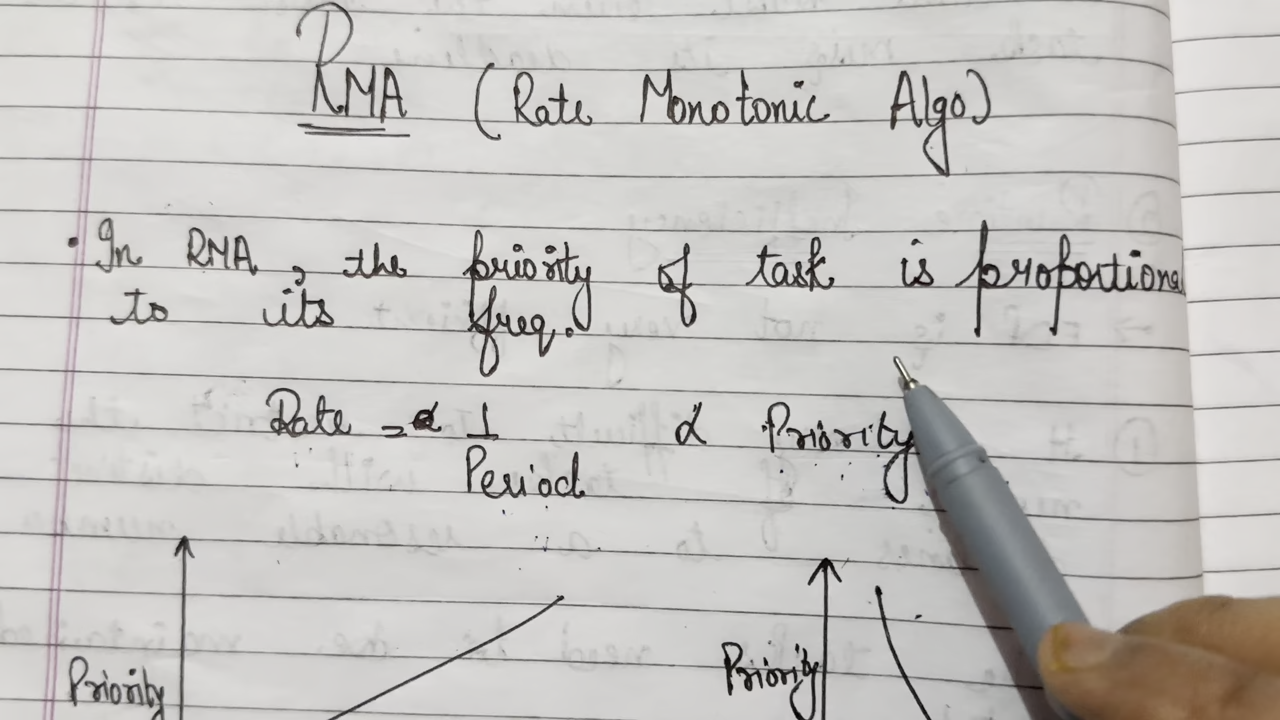 RMA (Rate Monotonic Algo)
• In RMA, the priority of task is proportional
to its freq.
Rate = α 1 α Priority
Period
Priority
Priority